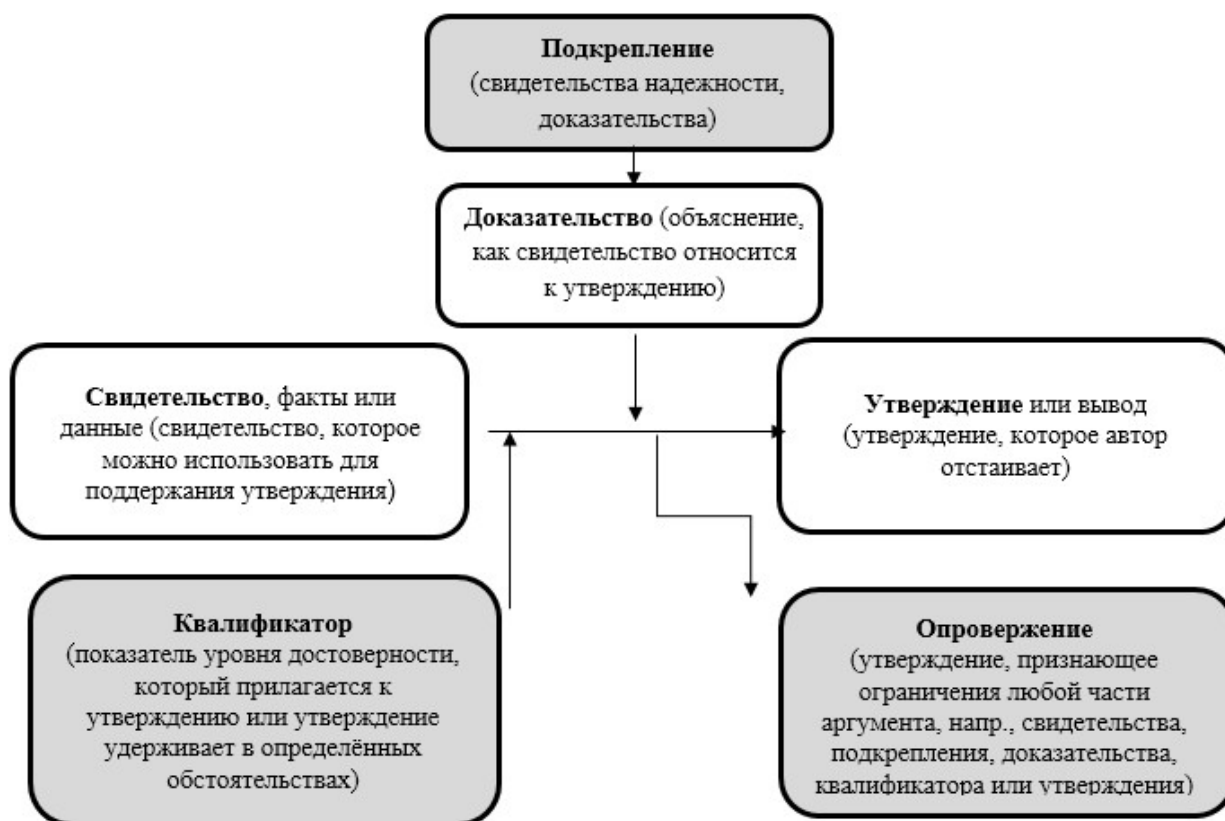 Подкрепление
(свидетельства надежности,
доказательства)
Доказательство (объяснение,
как свидетельство относится
к утверждению)
Свидетельство, факты или
данные (свидетельство, которое
можно использовать для
поддержания утверждения)
Утверждение или вывод
(утверждение, которое автор
отстаивает)
Квалификатор
(показатель уровня достоверности,
который прилагается к
утверждению или утверждение
удерживает в определённых
обстоятельствах)
Опровержение
(утверждение, признающее
ограничения любой части
аргумента, напр., свидетельства,
подкрепления, доказательства,
квалификатора или утверждения)